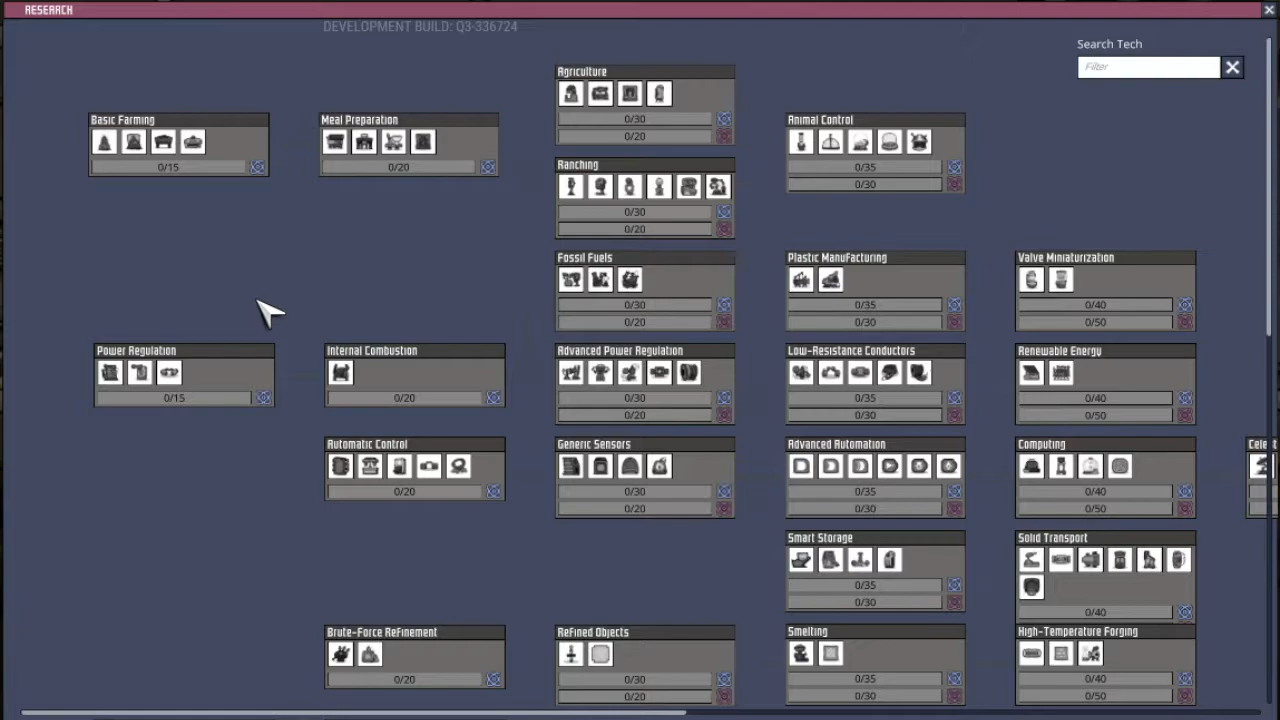 RESEARCH
DEVELOPMENT BUILD: Q3-336724
Search Tech
Filter
Agriculture
0/30
0/20
Basic Farming
0/15
Meal Preparation
0/20
Animal Control
0/35
0/30
Ranching
0/30
0/20
Fossil Fuels
0/30
0/20
Plastic Manufacturing
0/35
0/30
Valve Miniaturization
0/40
0/50
Power Regulation
0/15
Internal Combustion
0/20
Advanced Power Regulation
0/30
0/20
Low-Resistance Conductors
0/35
0/30
Renewable Energy
0/40
0/50
Automatic Control
0/20
Generic Sensors
0/30
0/20
Advanced Automation
0/35
0/30
Computing
0/40
0/50
Celest
Smart Storage
0/35
0/30
Solid Transport
0/40
Brute-Force Refinement
0/20
Refined Objects
0/30
0/20
Smelting
0/35
0/30
High-Temperature Forging
0/40
0/50